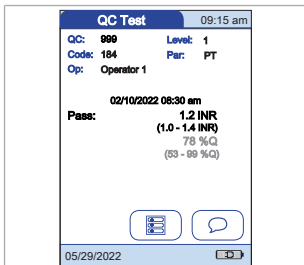 QC Test 09:15 am
QC: 999 Level: 1
Code: 184 Par: PT
Op: Operator 1
02/10/2022 08:30 am
Pass: 1.2 INR
(1.0 - 1.4 INR)
78 %Q
(53 - 99 %Q)
05/29/2022